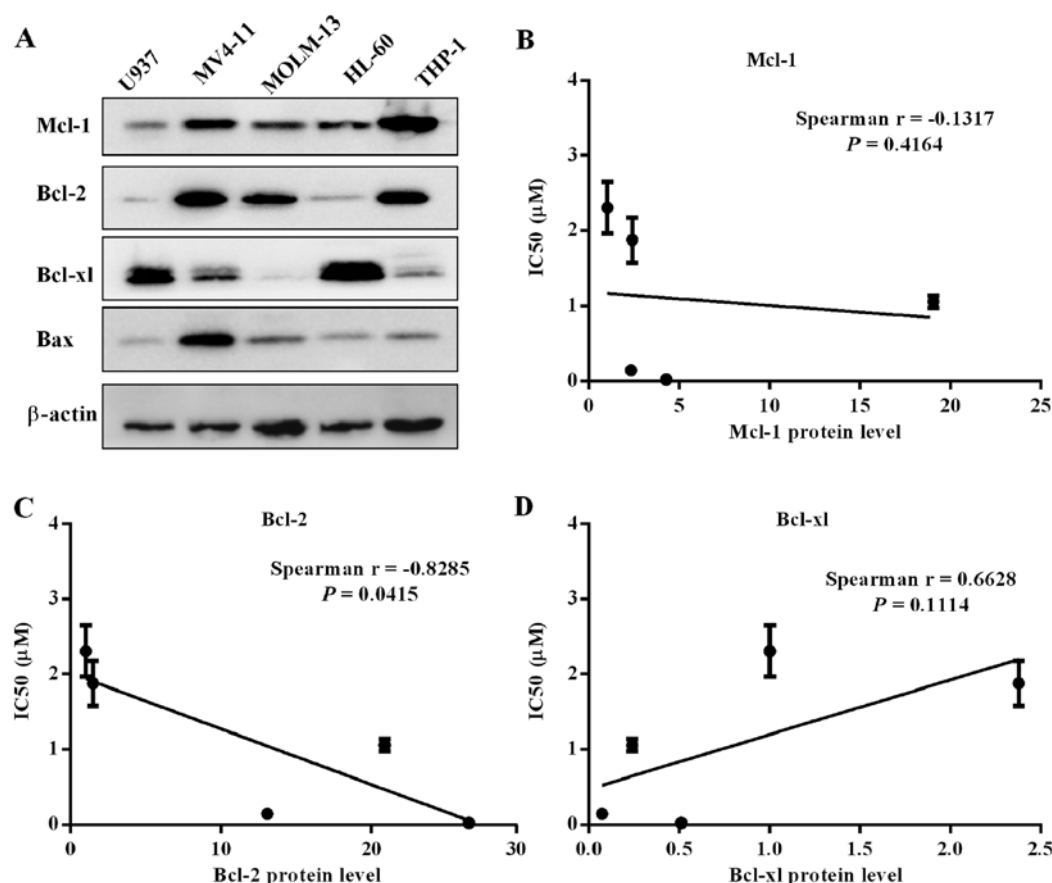 A
U937
MV4-11
MOLM-13
HL-60
THP-1
Mcl-1
Bcl-2
Bcl-xl
Bax
β-actin
B
Mcl-1
Spearman r = -0.1317
P = 0.4164
IC50 (μM)
4
3
2
1
0
0 5 10 15 20 25
Mcl-1 protein level
C
Bcl-2
Spearman r = -0.8285
P = 0.0415
IC50 (μM)
4
3
2
1
0
0 10 20 30
Bcl-2 protein level
D
Bcl-xl
Spearman r = 0.6628
P = 0.1114
IC50 (μM)
4
3
2
1
0
0.0 0.5 1.0 1.5 2.0 2.5
Bcl-xl protein level